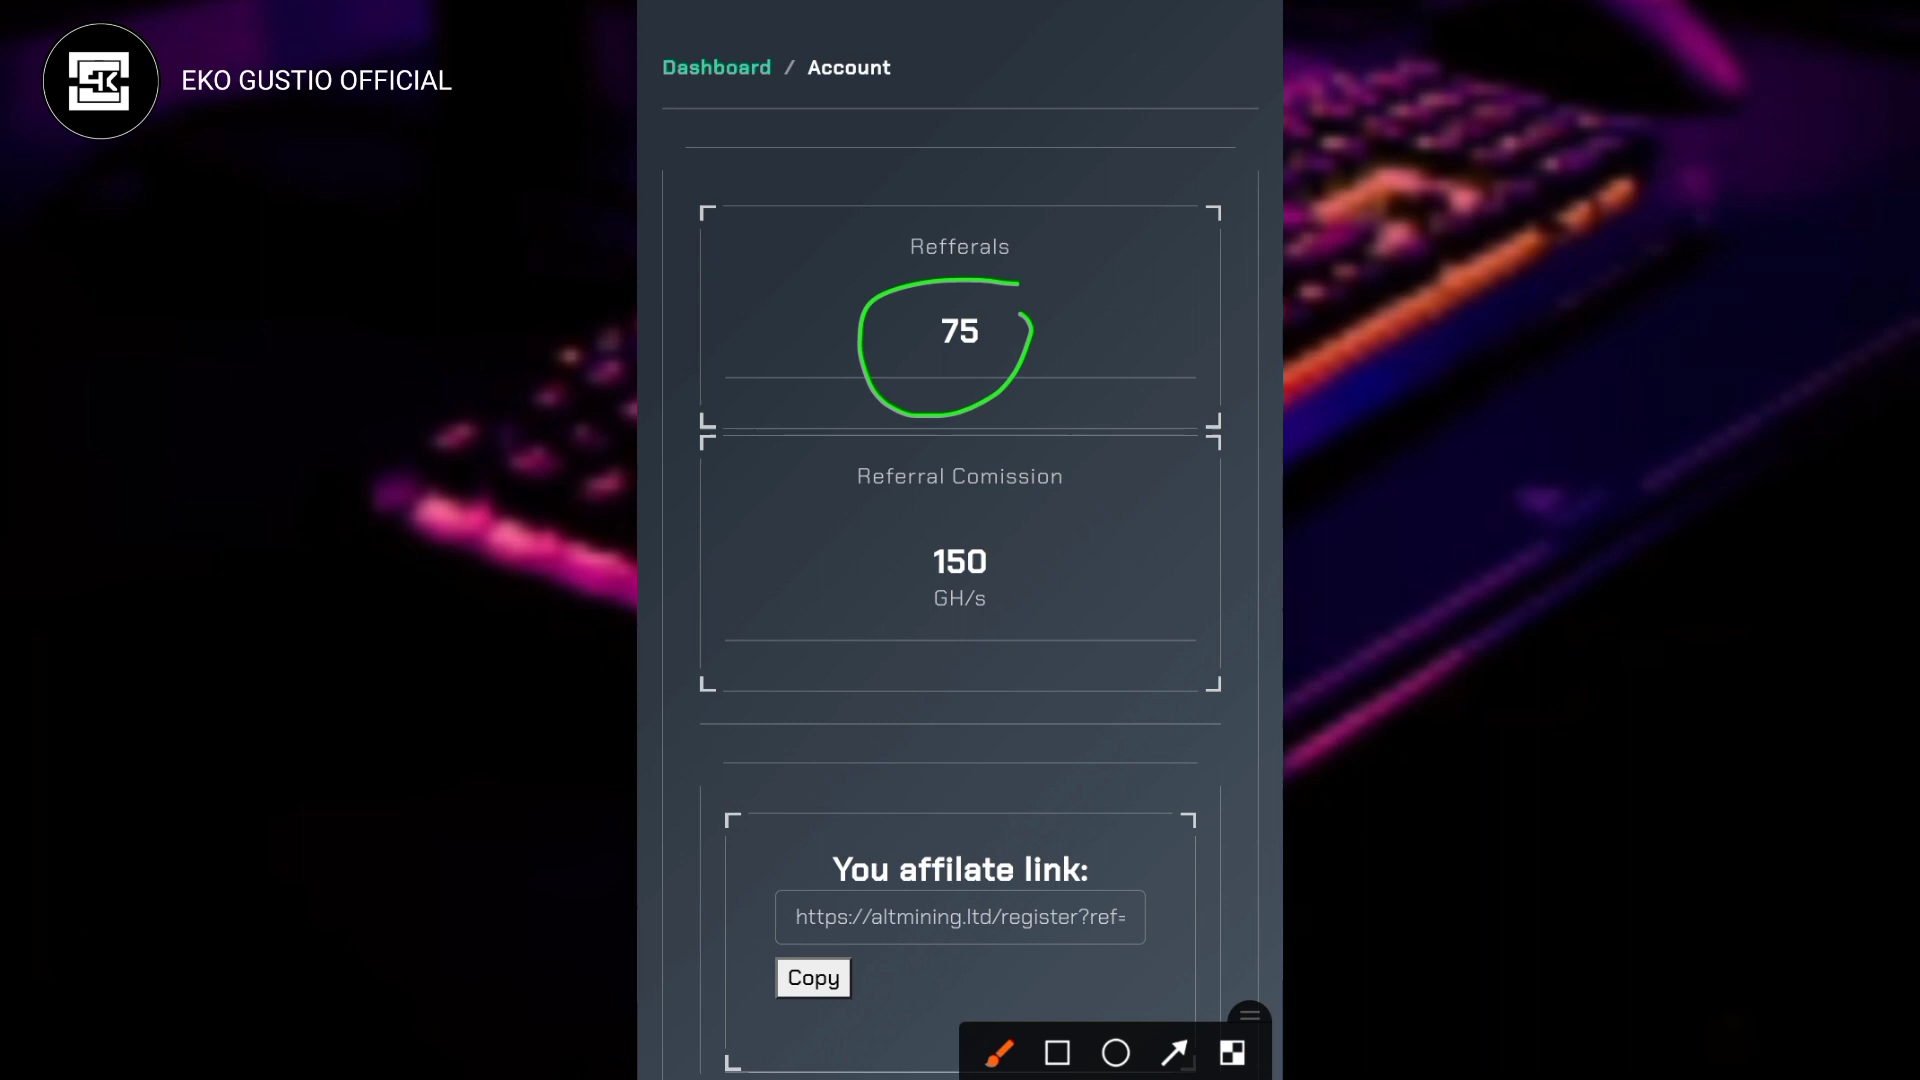 EKO GUSTIO OFFICIAL
Dashboard / Account
Refferals
75
Referral Comission
150
GH/s
You affilate link:
https://altmining.ltd/register?ref=
Copy